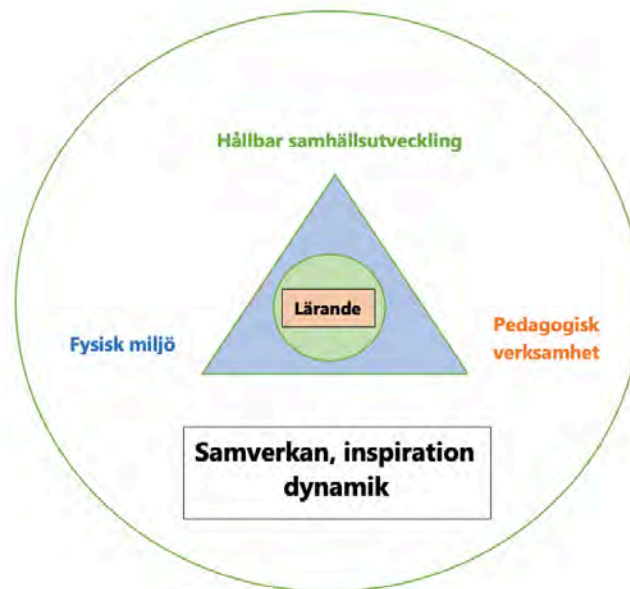 Hållbar samhällsutveckling
Lärande
Fysisk miljö
Pedagogisk
verksamhet
Samverkan, inspiration
dynamik